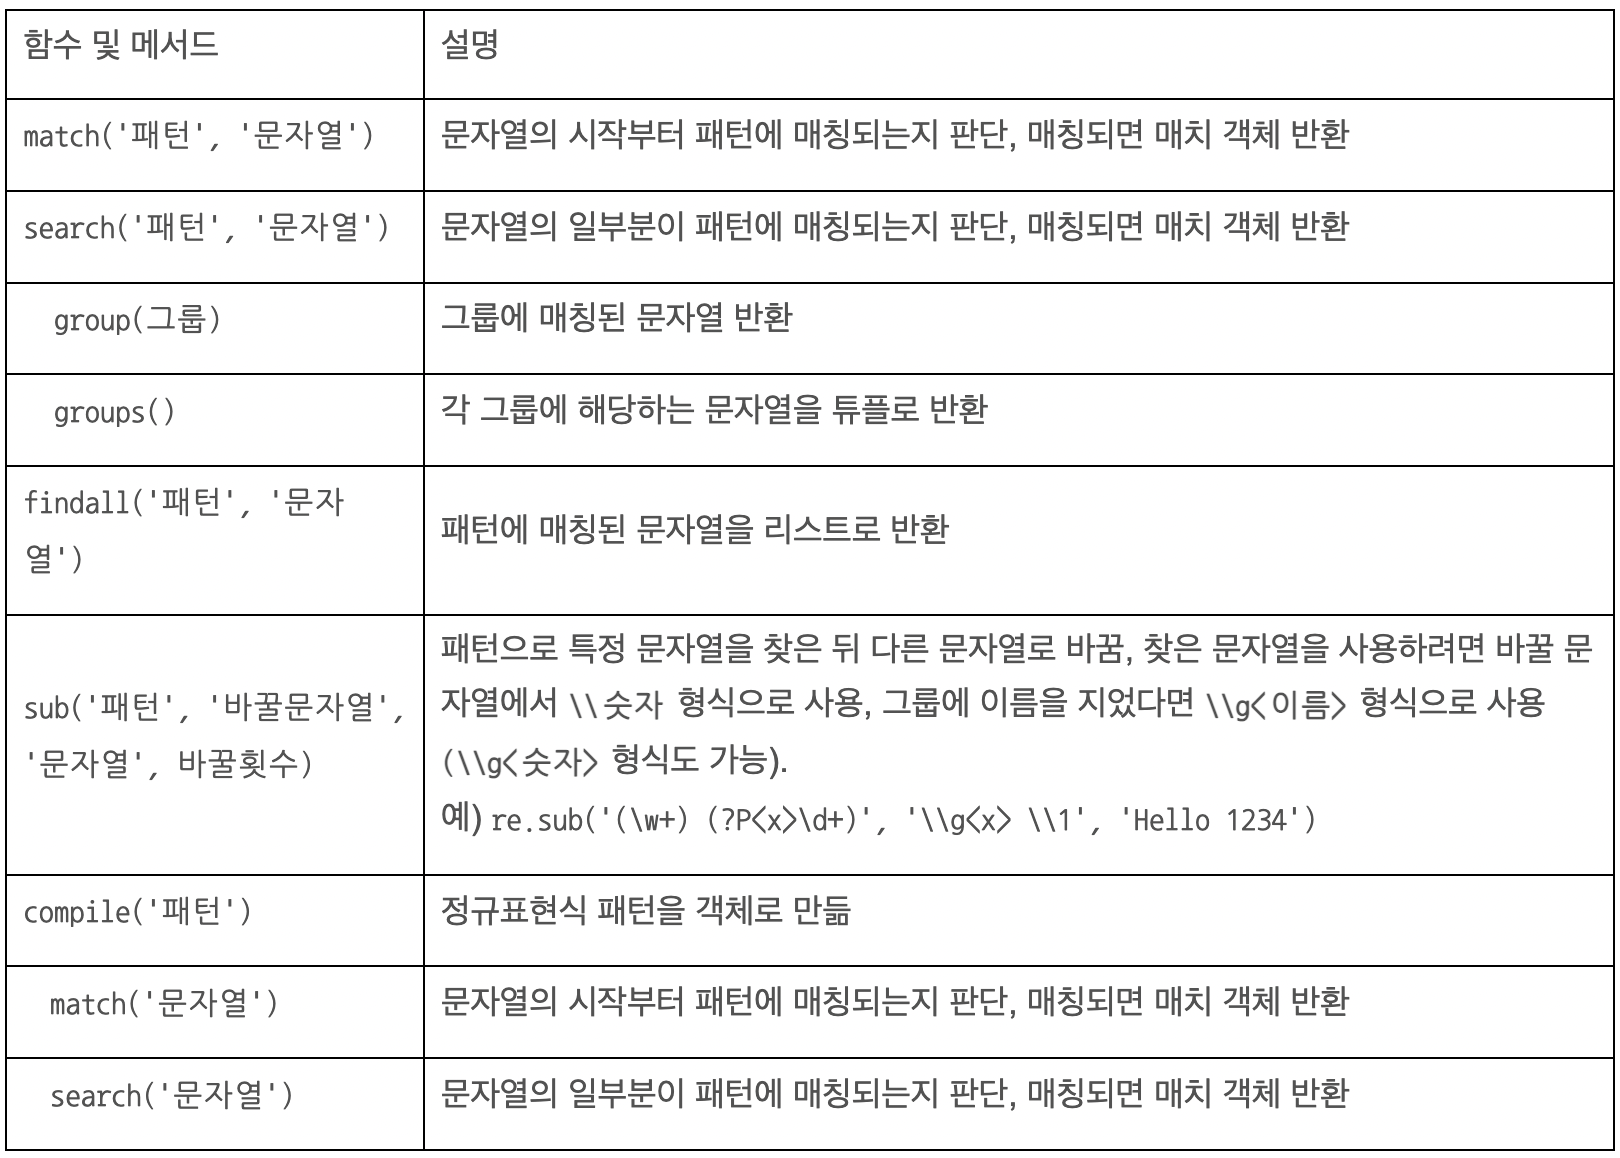 함수 및 메서드
설명
match('패턴', '문자열')
문자열의 시작부터 패턴에 매칭되는지 판단, 매칭되면 매치 객체 반환
search('패턴', '문자열')
문자열의 일부분이 패턴에 매칭되는지 판단, 매칭되면 매치 객체 반환
group(그룹)
그룹에 매칭된 문자열 반환
groups()
각 그룹에 해당하는 문자열을 튜플로 반환
findall('패턴', '문자
열')
패턴에 매칭된 문자열을 리스트로 반환
sub('패턴', '바꿀문자열',
'문자열', 바꿀횟수)
패턴으로 특정 문자열을 찾은 뒤 다른 문자열로 바꿈, 찾은 문자열을 사용하려면 바꿀 문
자열에서 \\숫자 형식으로 사용, 그룹에 이름을 지었다면 \\g<이름> 형식으로 사용
(\\g<숫자> 형식도 가능).
예) re.sub('(\w+) (?P<x>\d+)', '\\g<x> \\1', 'Hello 1234')
compile('패턴')
정규표현식 패턴을 객체로 만듦
match('문자열')
문자열의 시작부터 패턴에 매칭되는지 판단, 매칭되면 매치 객체 반환
search('문자열')
문자열의 일부분이 패턴에 매칭되는지 판단, 매칭되면 매치 객체 반환